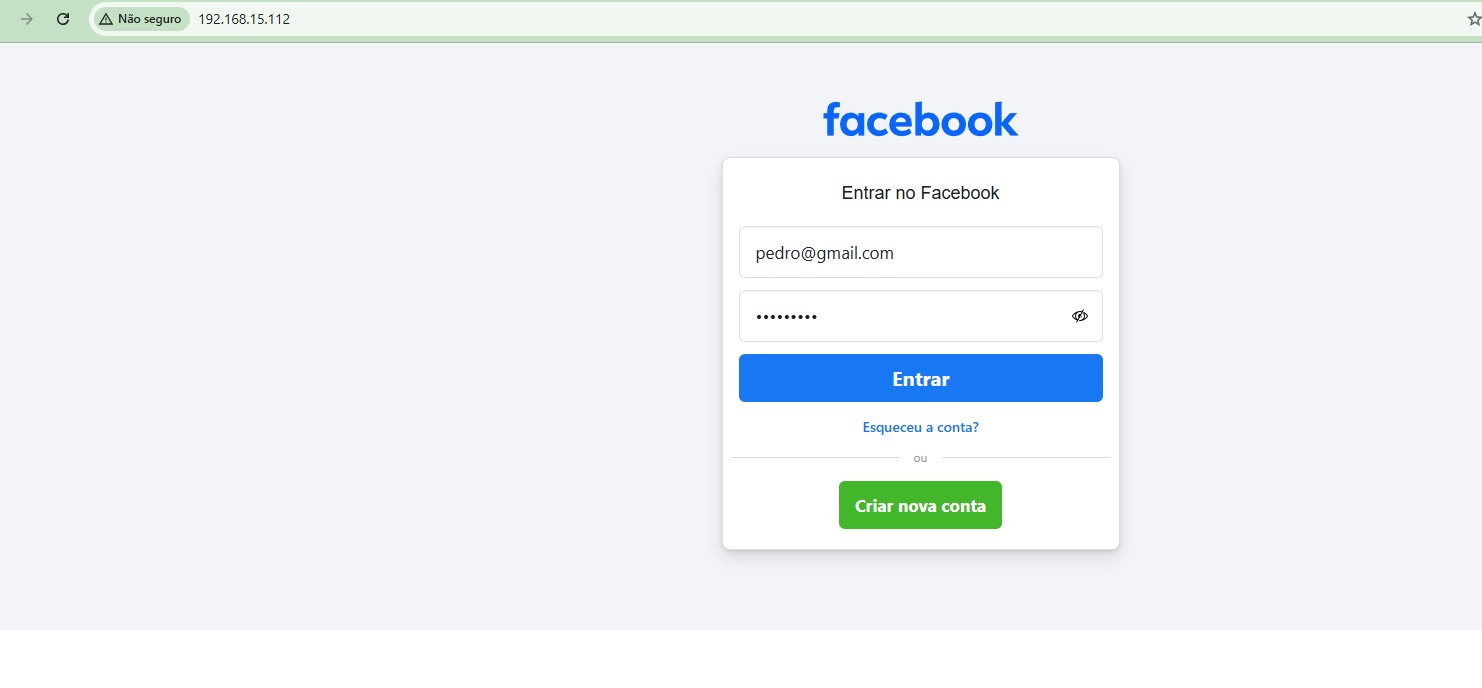 Não seguro 192.168.15.112
facebook
Entrar no Facebook
pedro@gmail.com
•••••••••
Entrar
Esqueceu a conta?
ou
Criar nova conta